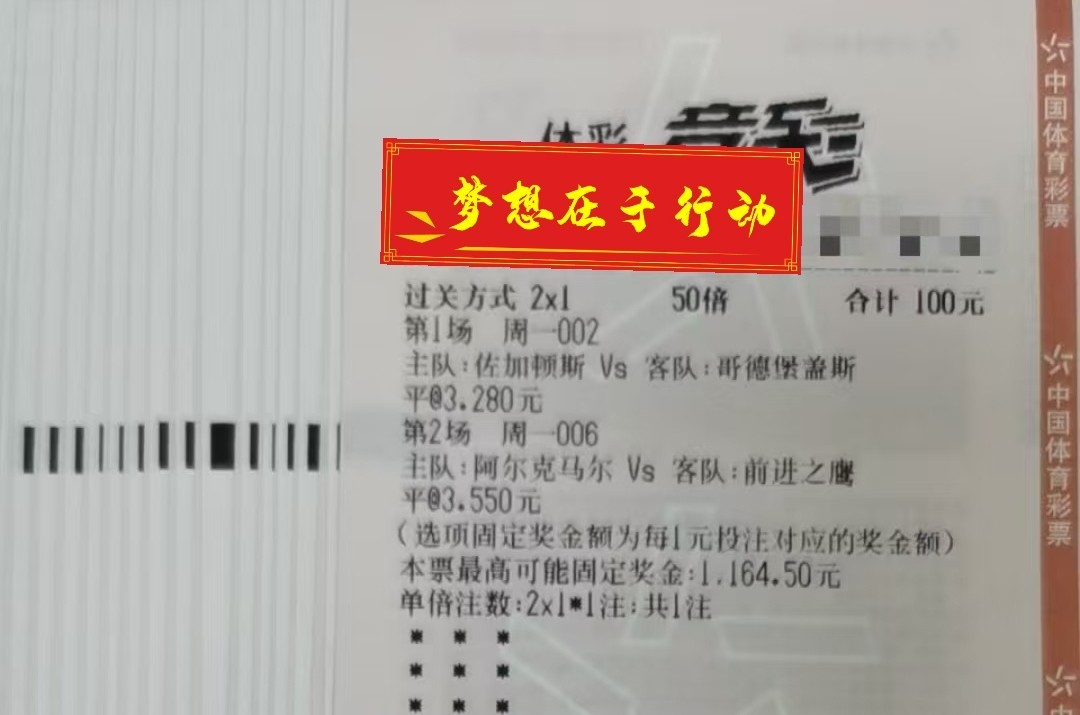 体彩 竞彩
梦想在于行动
过关方式 2x1 50倍 合计 100元
第1场 周一002
主队:佐加顿斯 Vs 客队:哥德堡盖斯
平@3.280元
第2场 周一006
主队:阿尔克马尔 Vs 客队:前进之鹰
平@3.550元
(选项固定奖金额为每1元投注对应的奖金额)
本票最高可能固定奖金:1,164.50元
单倍注数:2x1*1注;共1注
* * *
* * *
* * *
中国体育彩票
中国体育彩票
中